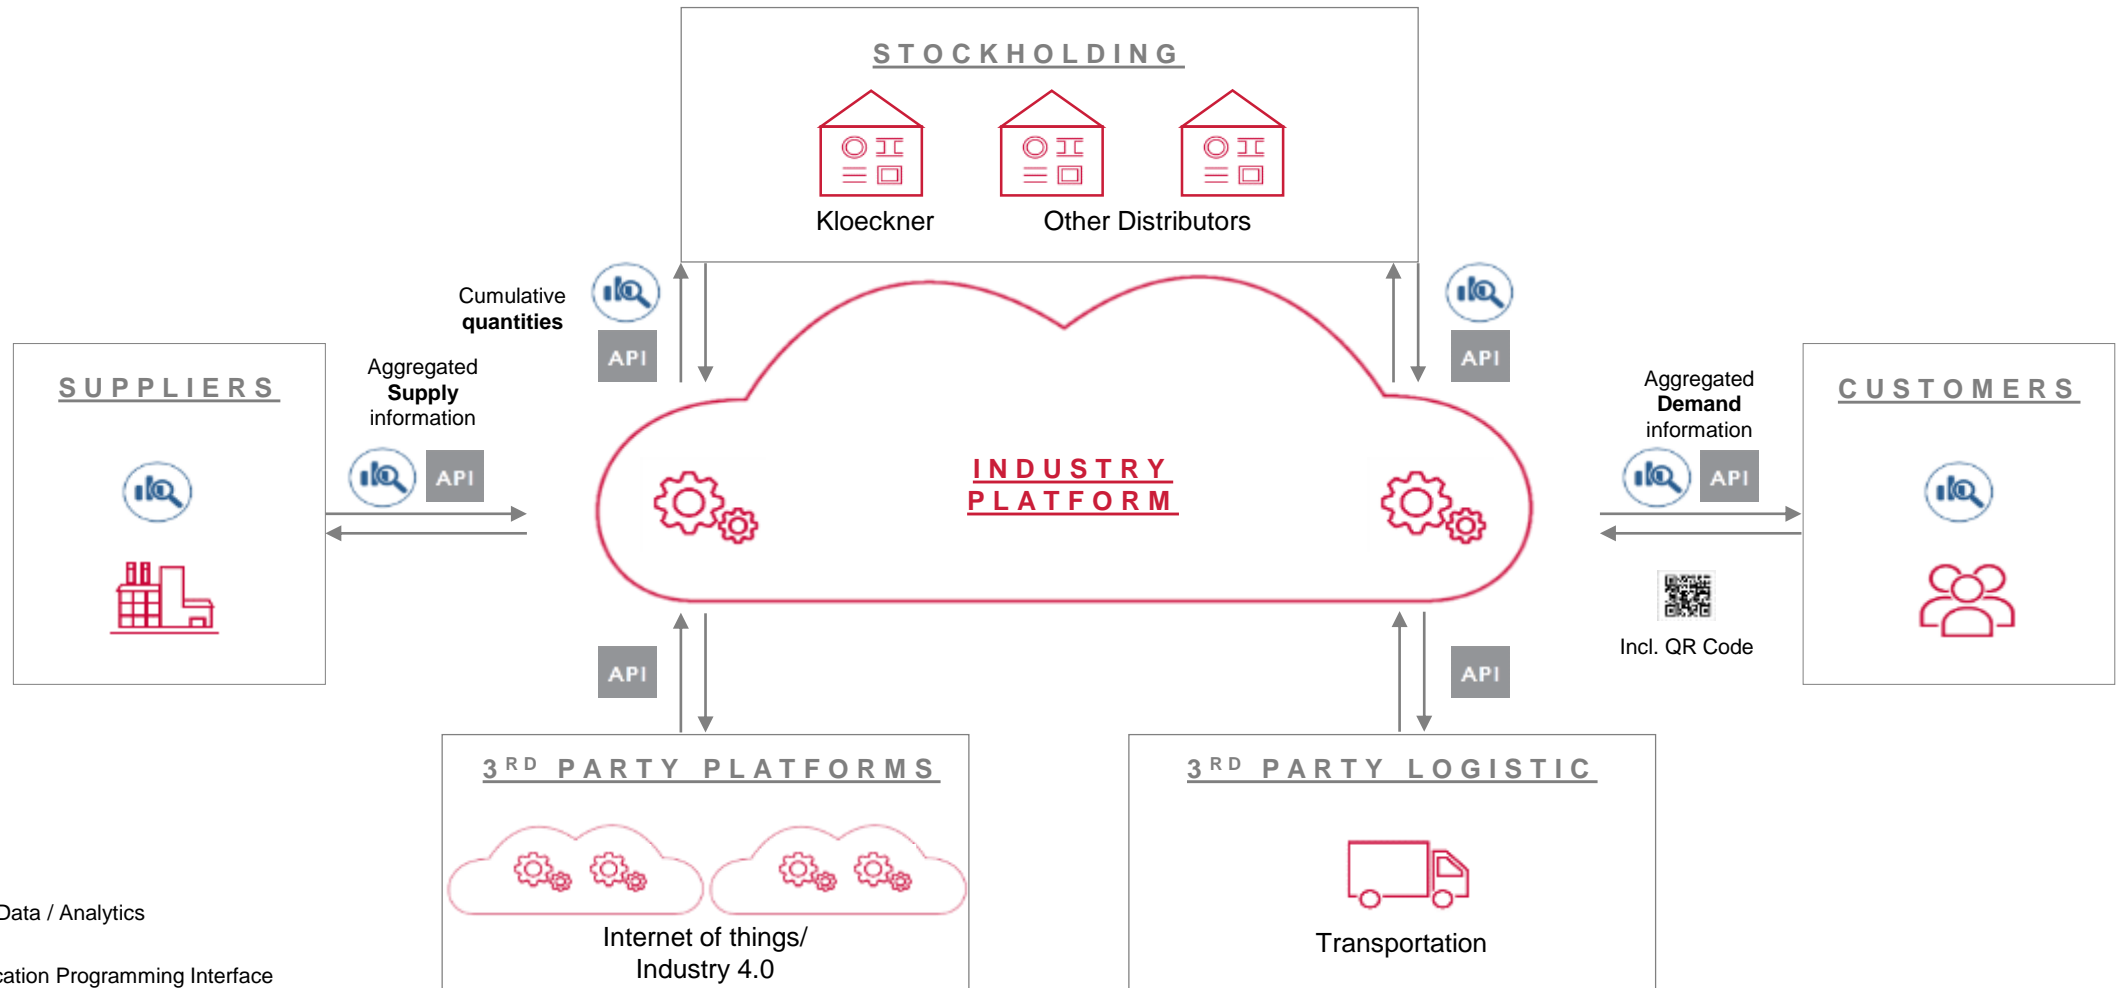 STOCKHOLDING
Kloeckner
Other Distributors
Cumulative
quantities
API
API
SUPPLIERS
Aggregated
Supply
information
API
INDUSTRY
PLATFORM
Aggregated
Demand
information
API
CUSTOMERS
Incl. QR Code
API
API
3RD PARTY PLATFORMS
Internet of things/
Industry 4.0
3RD PARTY LOGISTIC
Transportation
Data / Analytics
Programming Interface